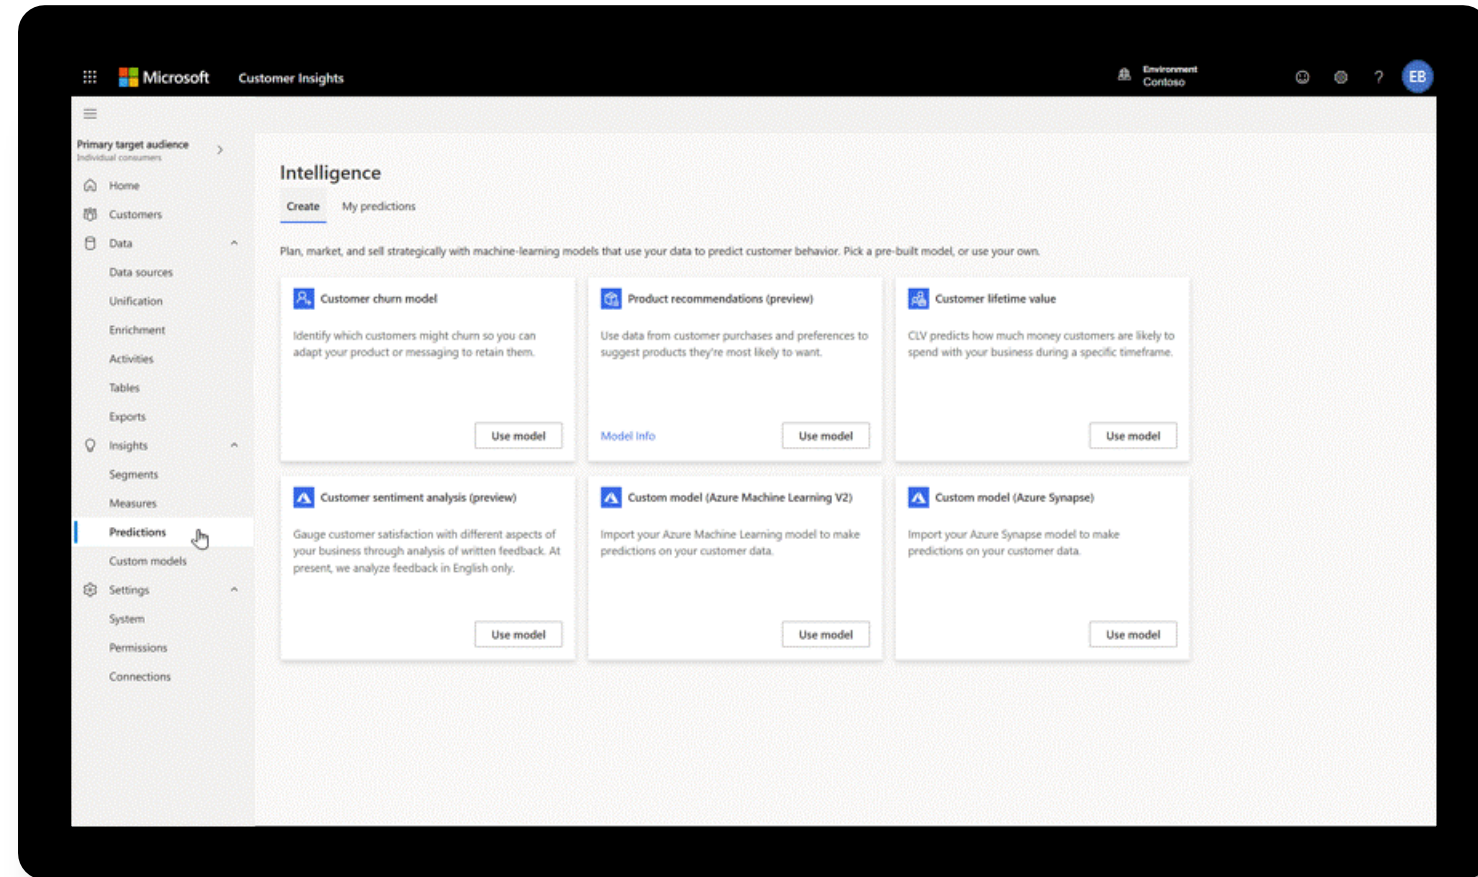 Microsoft
Customer Insights
Environment
Contoso
?
EB
Primary target audience
Individual consumers
Home
Customers
Data
Data sources
Unification
Enrichment
Activities
Tables
Exports
Insights
Segments
Measures
Predictions
Custom models
Settings
System
Permissions
Connections
Intelligence
Create
My predictions
Plan, market, and sell strategically with machine-learning models that use your data to predict customer behavior. Pick a pre-built model, or use your own.
Customer churn model
Identify which customers might churn so you can
adapt your product or messaging to retain them.
Use model
Product recommendations (preview)
Use data from customer purchases and preferences to
suggest products they're most likely to want.
Model Info
Use model
Customer lifetime value
CLV predicts how much money customers are likely to
spend with your business during a specific timeframe.
Use model
Customer sentiment analysis (preview)
Gauge customer satisfaction with different aspects of
your business through analysis of written feedback. At
present, we analyze feedback in English only.
Use model
Custom model (Azure Machine Learning V2)
Import your Azure Machine Learning model to make
predictions on your customer data.
Use model
Custom model (Azure Synapse)
Import your Azure Synapse model to make
predictions on your customer data.
Use model